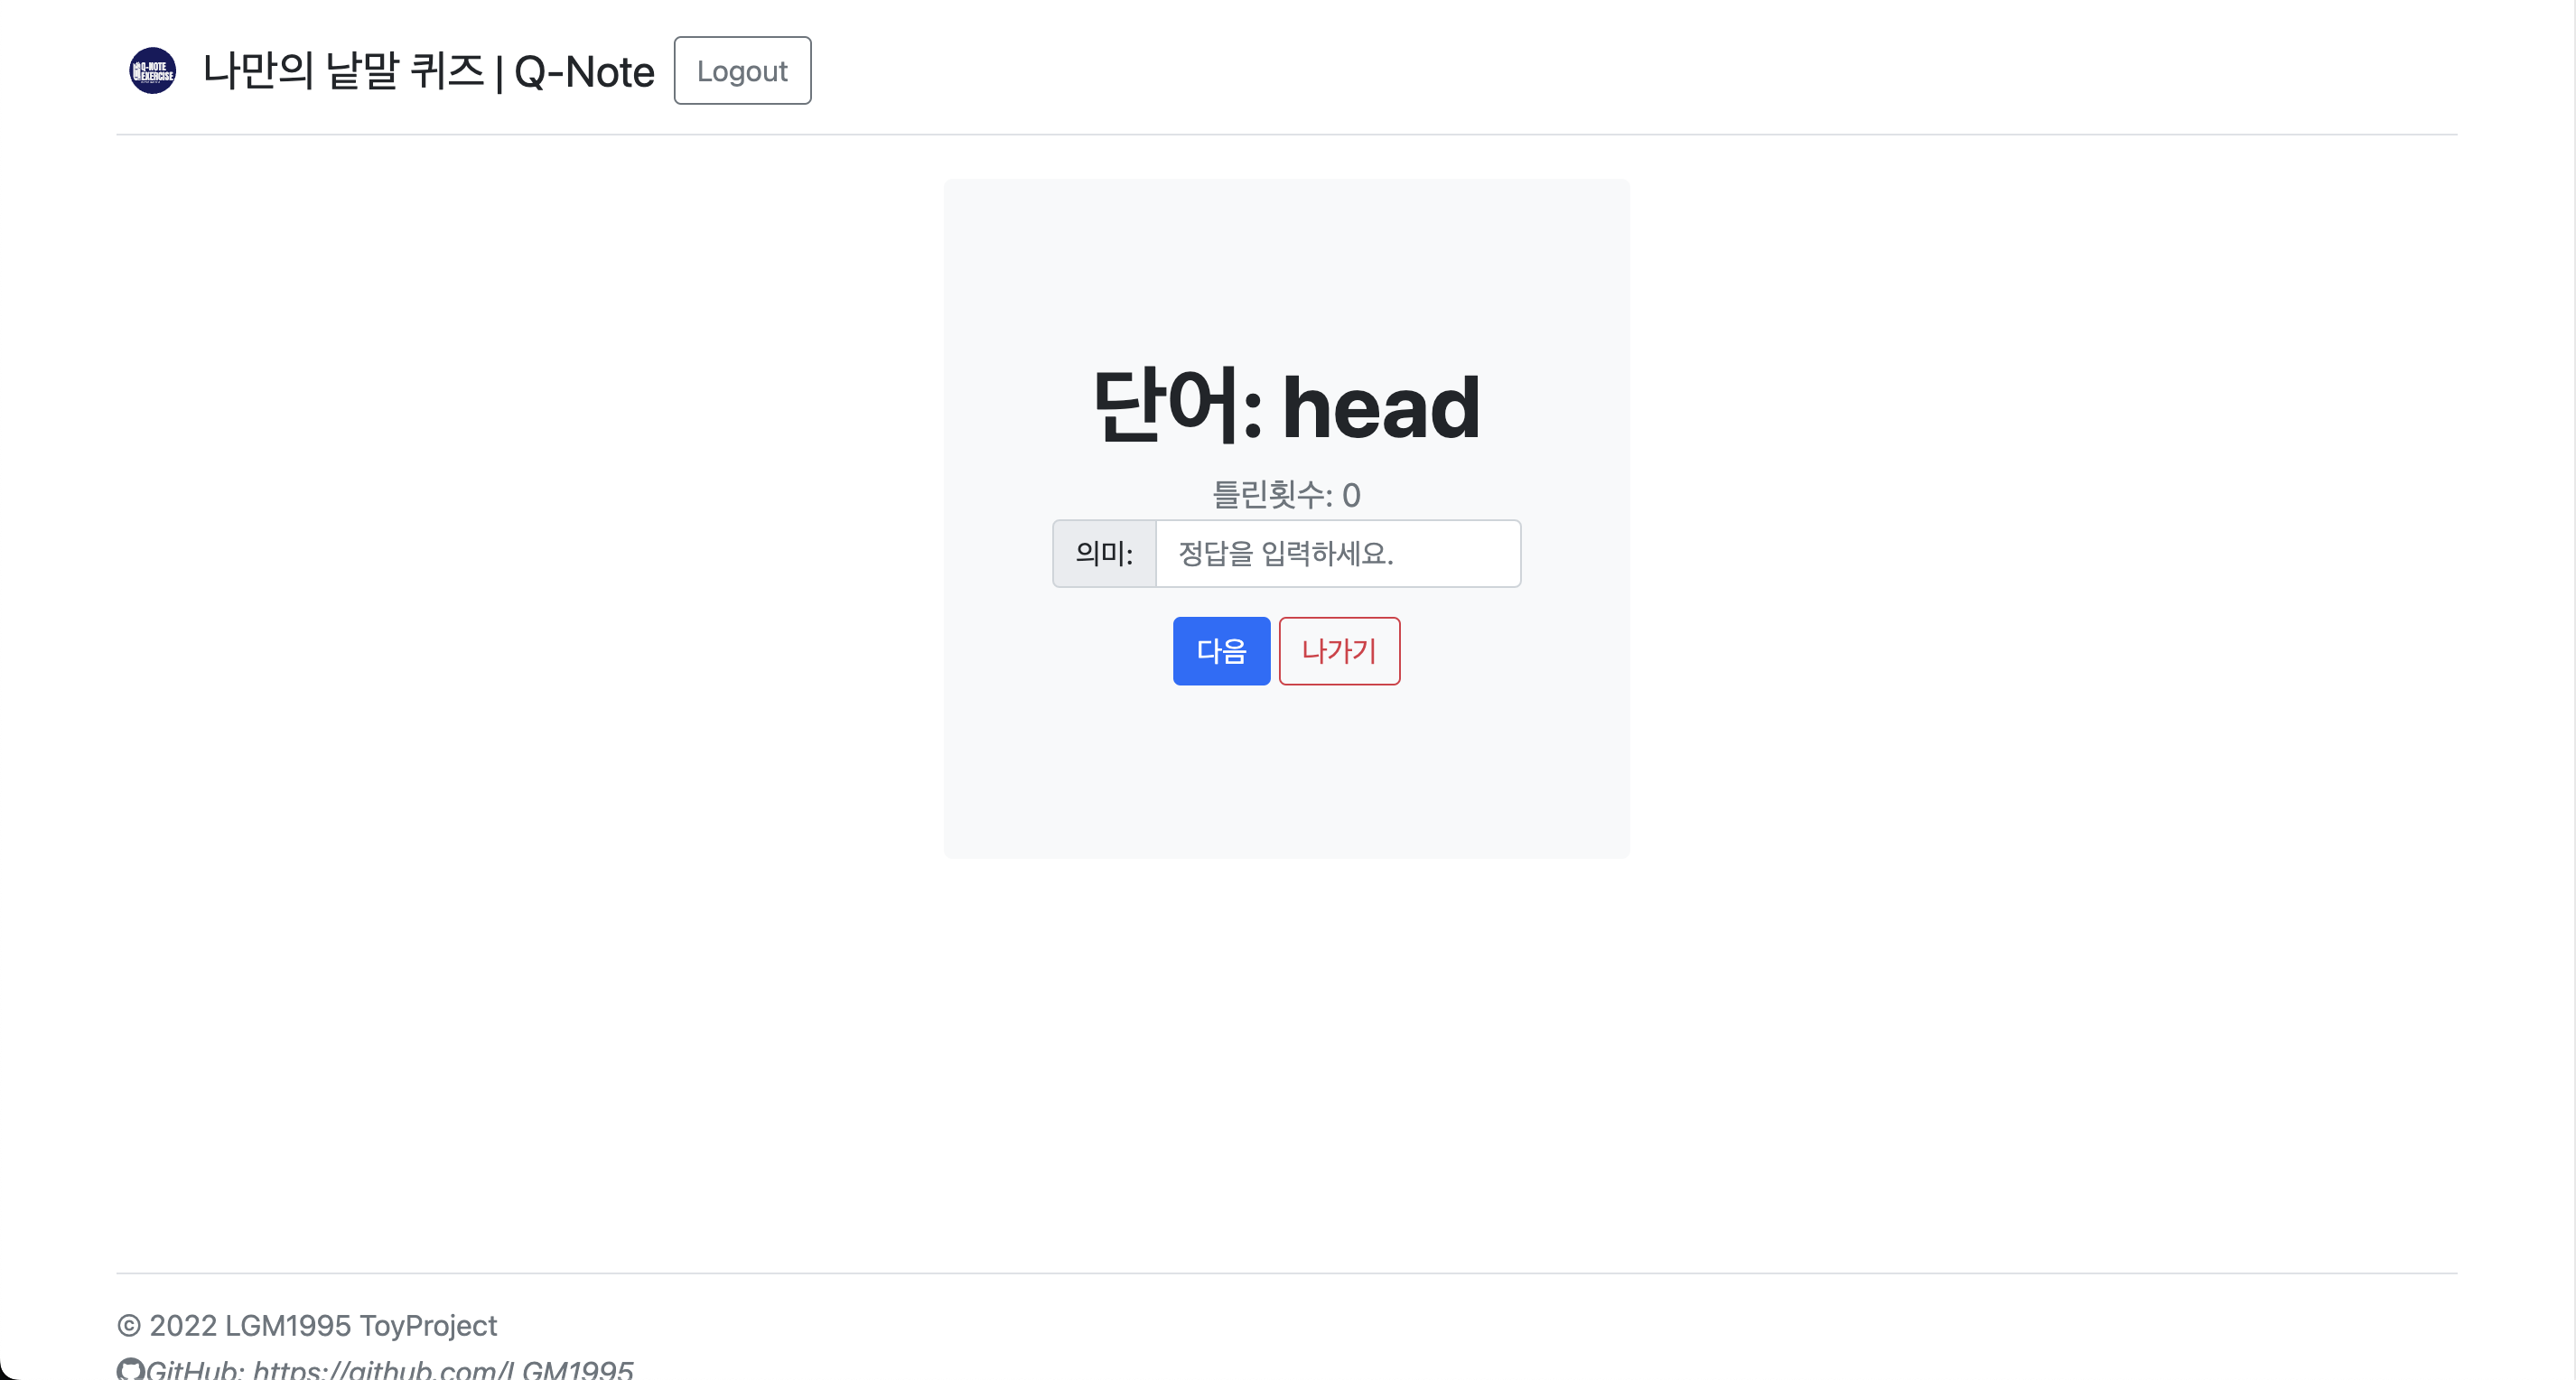 Q-NOTE
EXERCISE
나만의 낱말 퀴즈 | Q-Note
Logout
단어: head
틀린횟수: 0
의미:
정답을 입력하세요.
다음
나가기
© 2022 LGM1995 ToyProject
GitHub: https://github.com/LGM1995